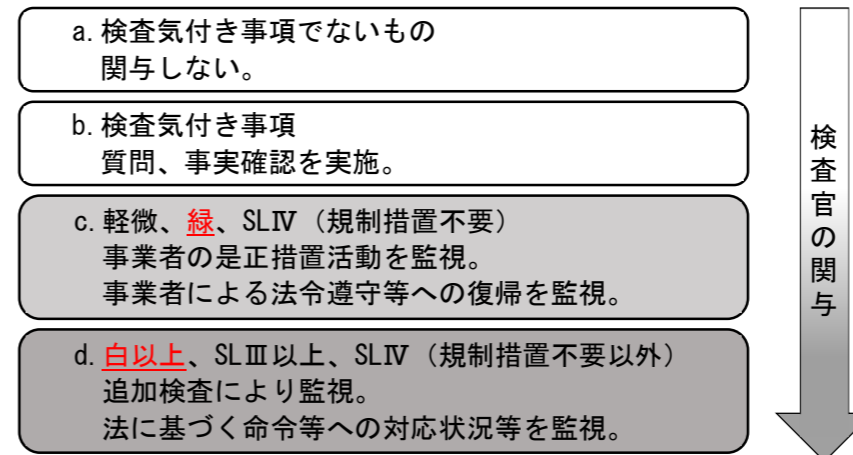 a. 検査気付き事項でないもの
関与しない。
b. 検査気付き事項
質問、事実確認を実施。
c. 軽微、緑、SLⅣ（規制措置不要）
事業者の是正措置活動を監視。
事業者による法令遵守等への復帰を監視。
d. 白以上、SLⅢ以上、SLⅣ（規制措置不要以外）
追加検査により監視。
法に基づく命令等への対応状況等を監視。
検査官の関与